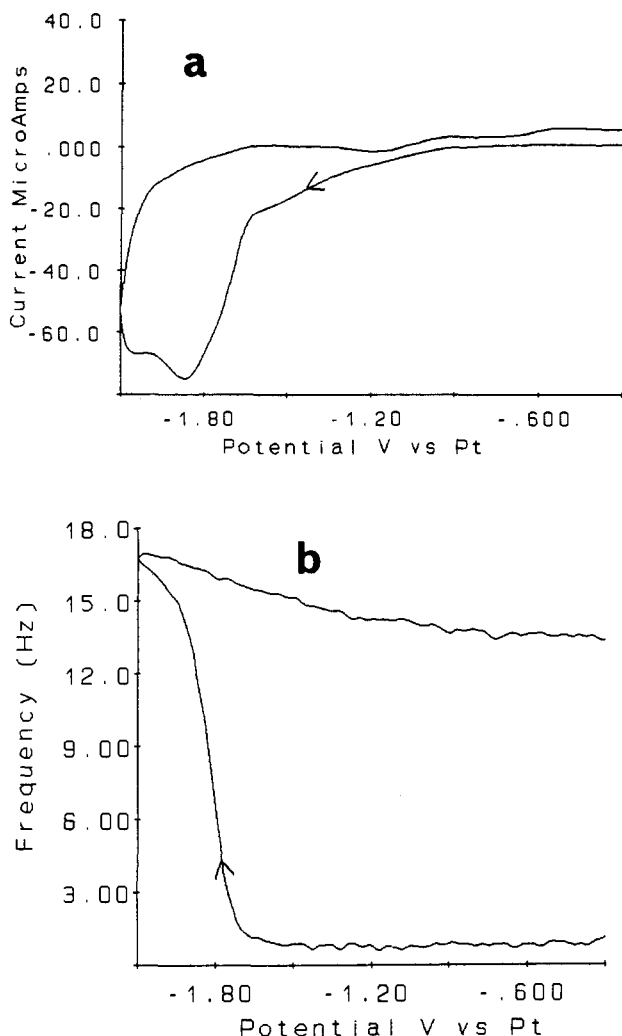 40.0
a
20.0
.000
-20.0
-40.0
-60.0
Current MicroAmps
-1.80 -1.20 -.600
Potential V vs Pt
18.0
b
15.0
12.0
9.00
6.00
3.00
Frequency (Hz)
-1.80 -1.20 -.600
Potential V vs Pt